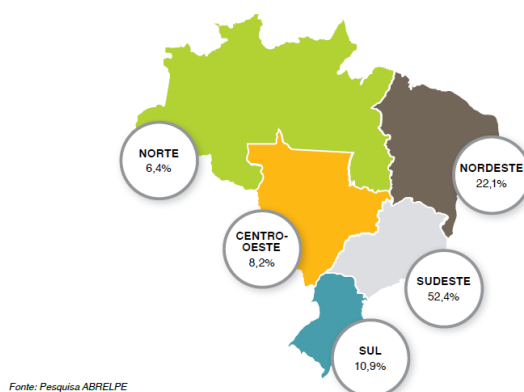 NORTE
6,4%
NORDESTE
22,1%
CENTRO-
OESTE
8,2%
SUDESTE
52,4%
SUL
10,9%
Fonte: Pesquisa ABRELPE